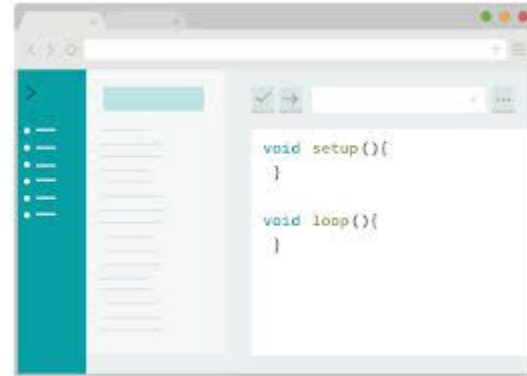 void setup(){
}
void loop(){
}